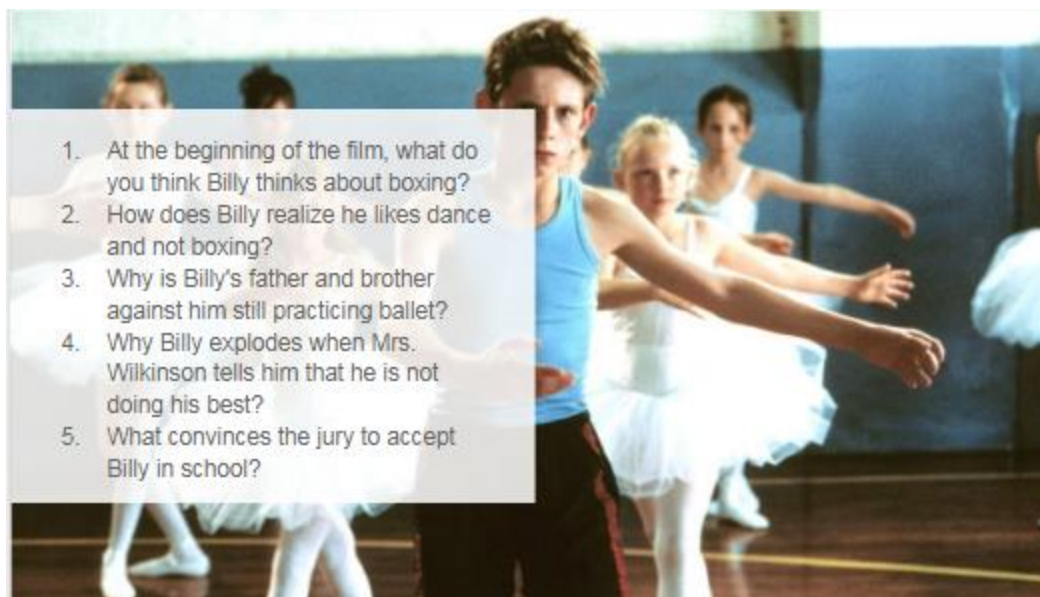 1. At the beginning of the film, what do
you think Billy thinks about boxing?
2. How does Billy realize he likes dance
and not boxing?
3. Why is Billy's father and brother
against him still practicing ballet?
4. Why Billy explodes when Mrs.
Wilkinson tells him that he is not
doing his best?
5. What convinces the jury to accept
Billy in school?